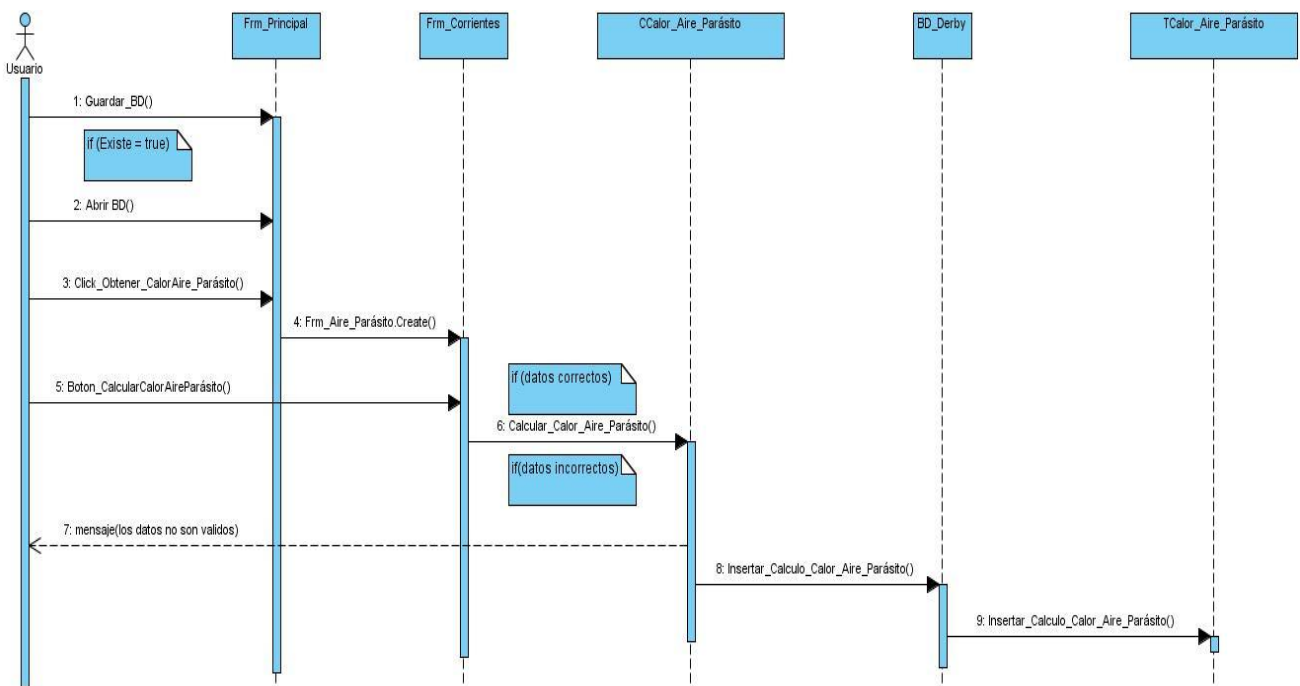 Frm_Principal
Frm_Corrientes
CCalor_Aire_Parásito
BD_Derby
TCalor_Aire_Parásito
Usuario
1: Guardar_BD()
if (Existe = true)
2: Abrir BD()
3: Click_Obtener_CalorAire_Parásito()
4: Frm_Aire_Parásito.Create()
if (datos correctos)
5: Boton_CalcularCalorAireParásito()
6: Calcular_Calor_Aire_Parásito()
if(datos incorrectos)
7: mensaje(los datos no son validos)
8: Insertar_Calculo_Calor_Aire_Parásito()
9: Insertar_Calculo_Calor_Aire_Parásito()